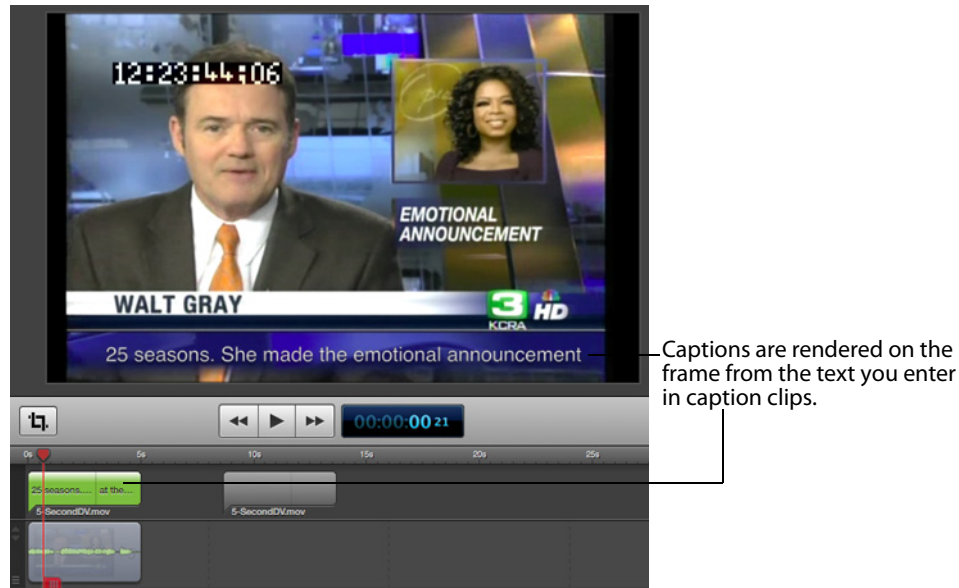 12:23:44;06
EMOTIONAL
ANNOUNCEMENT
WALT GRAY
3
HD
KCRA
25 seasons. She made the emotional announcement
Captions are rendered on the
frame from the text you enter
in caption clips.
00:00:00 21
0s 5s 10s 15s 20s 25s
25 seasons.... at the...
5-SecondDV.mov 5-SecondDV.mov